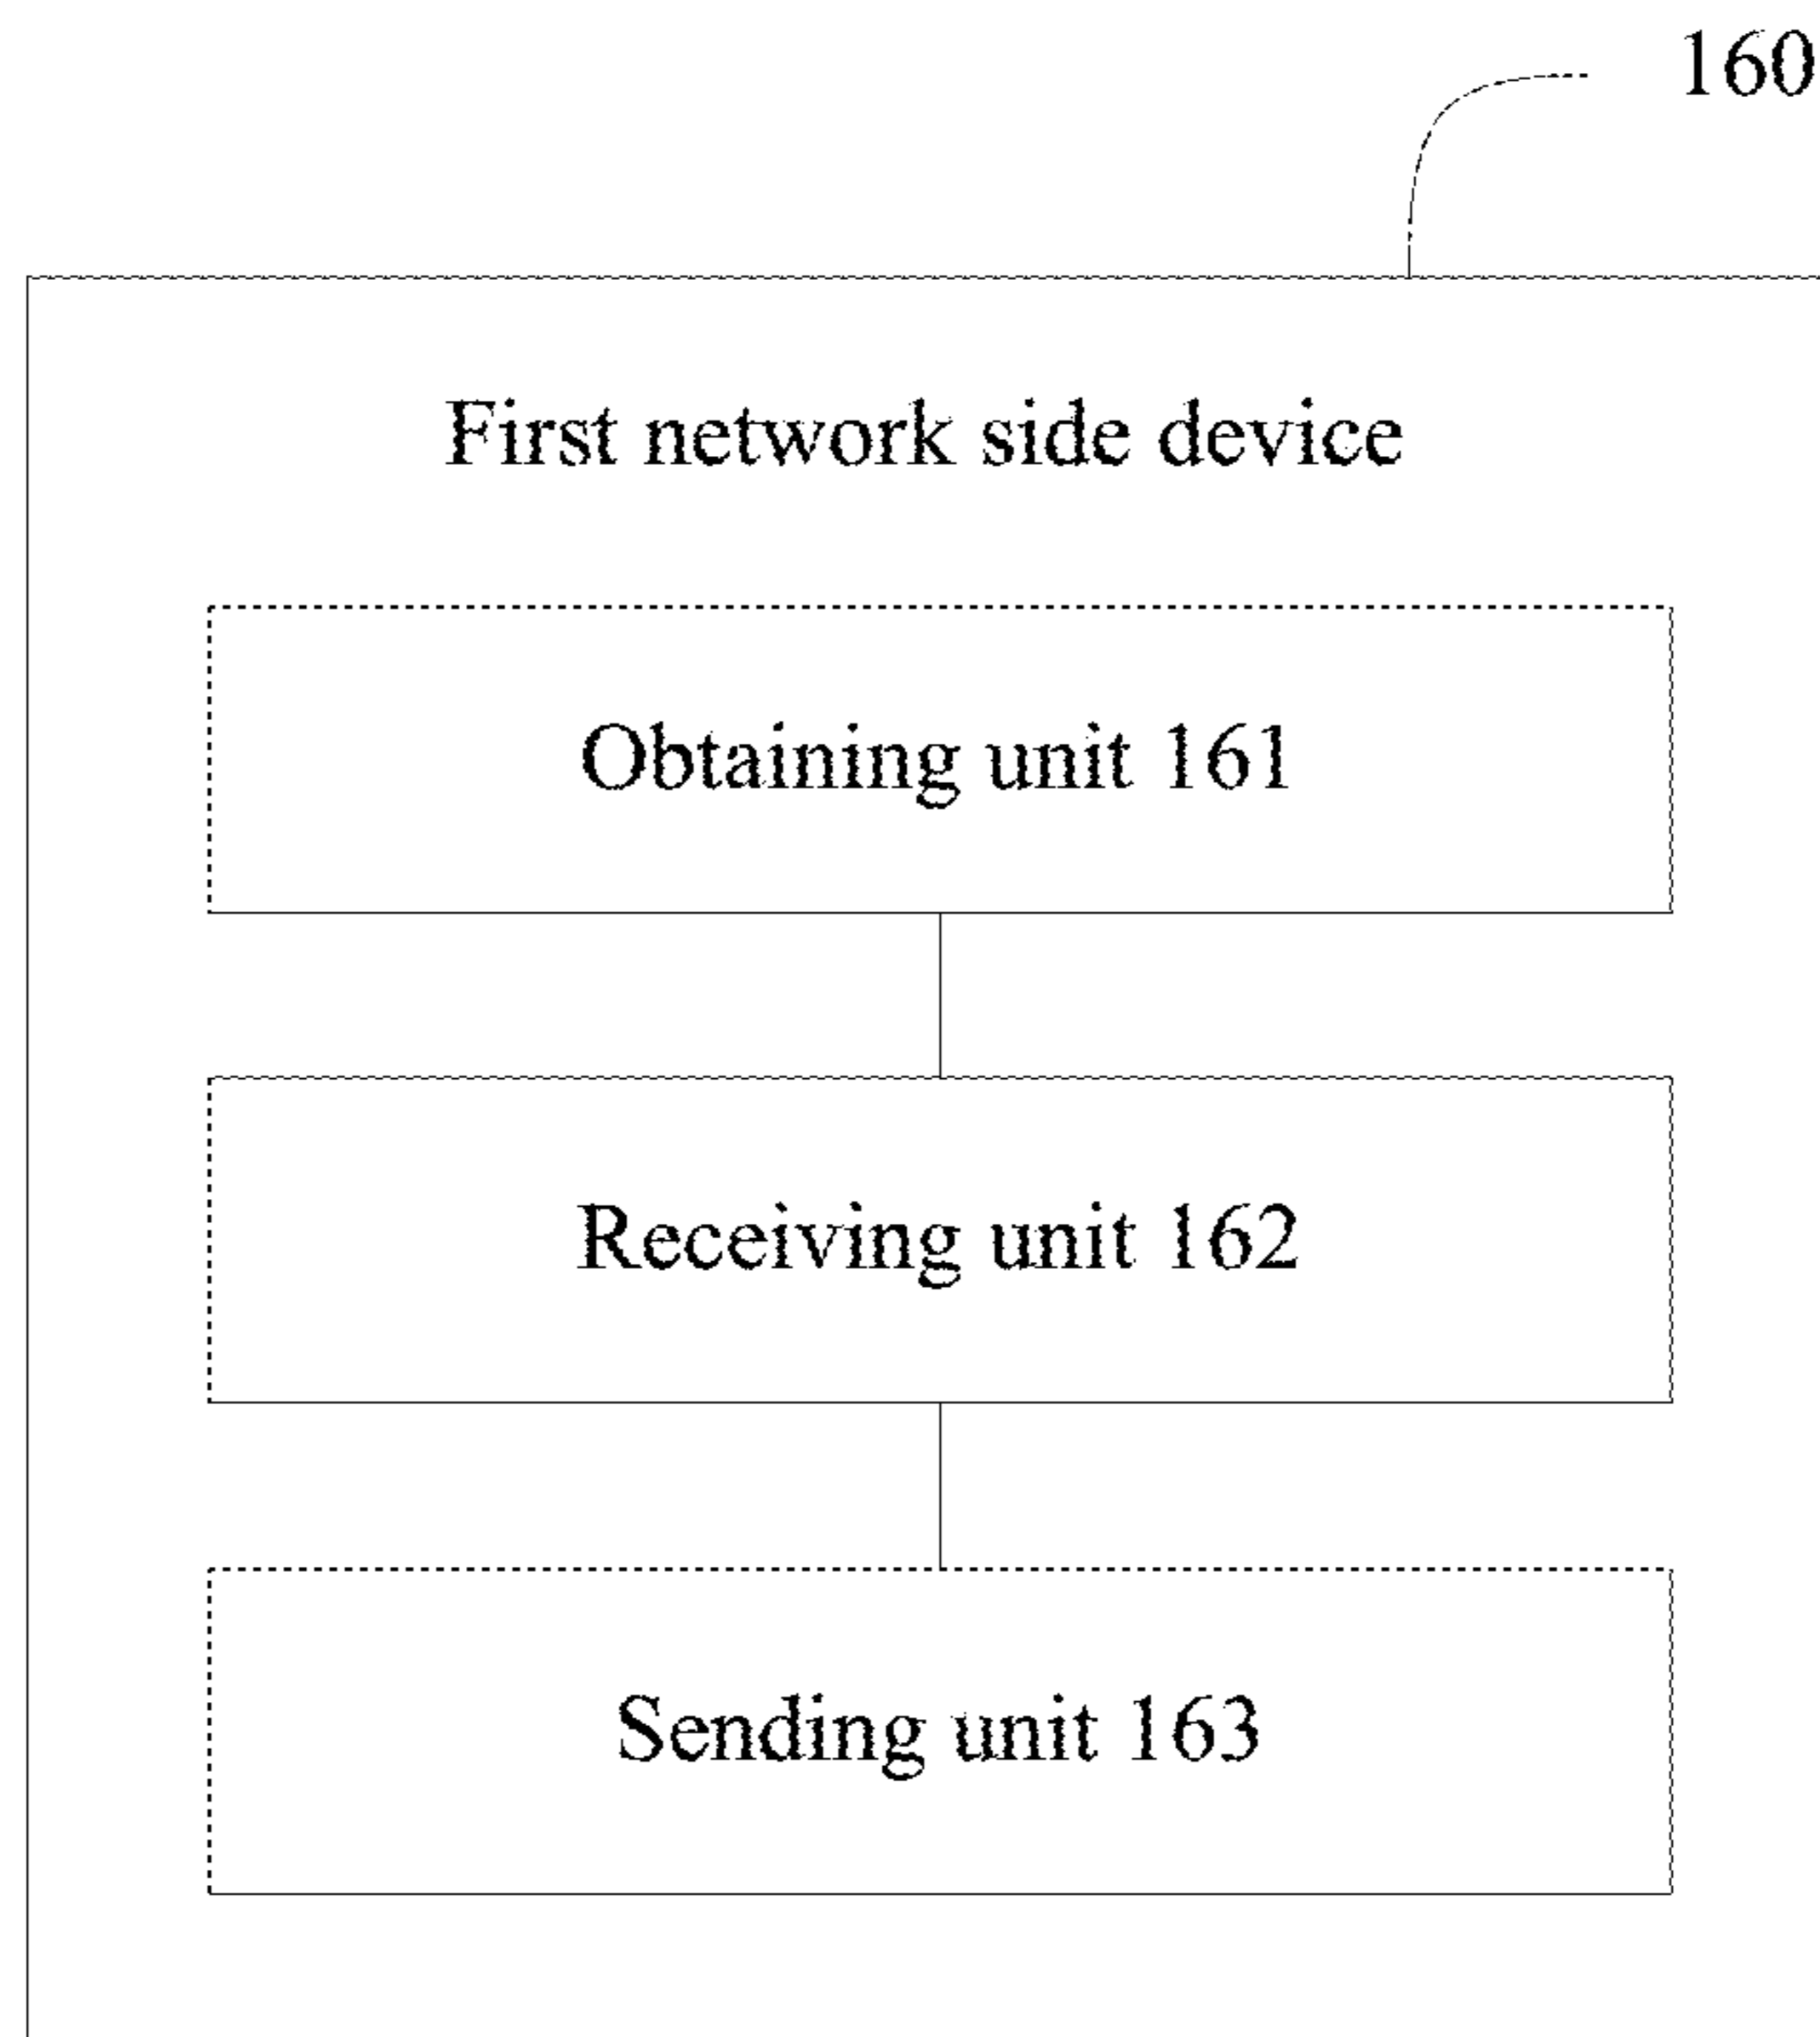 160
First network side device
Obtaining unit 161
Receiving unit 162
Sending unit 163